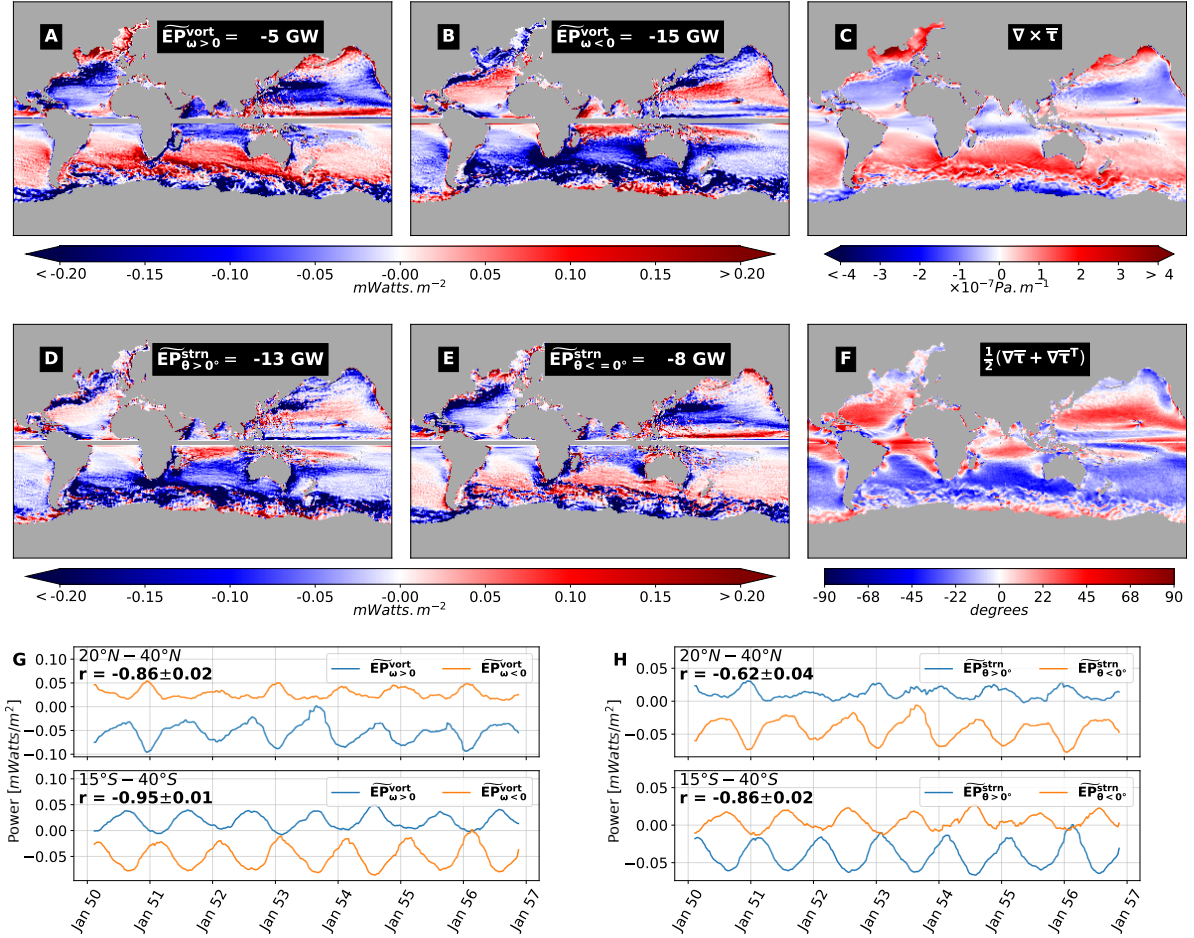 A
EP^vort_ω>0 = -5 GW
B
EP^vort_ω<0 = -15 GW
C
∇ × τ̅
< -0.20 -0.15 -0.10 -0.05 -0.00 0.05 0.10 0.15 > 0.20
mWatts.m⁻²
< -4 -3 -2 -1 0 1 2 3 > 4
×10⁻⁷Pa.m⁻¹
D
EP^strn_θ>0° = -13 GW
E
EP^strn_θ<=0° = -8 GW
F
½(∇τ̅ + ∇τ̅ᵀ)
< -0.20 -0.15 -0.10 -0.05 -0.00 0.05 0.10 0.15 > 0.20
mWatts.m⁻²
-90 -68 -45 -22 0 22 45 68 90
degrees
G
20°N − 40°N
r = -0.86±0.02
EP^vort_ω>0 EP^vort_ω<0
0.10
0.05
0.00
−0.05
−0.10
15°S − 40°S
r = -0.95±0.01
EP^vort_ω>0 EP^vort_ω<0
0.10
0.05
0.00
−0.05
Power [mWatts/m²]
Jan 50 Jan 51 Jan 52 Jan 53 Jan 54 Jan 55 Jan 56 Jan 57
H
20°N − 40°N
r = -0.62±0.04
EP^strn_θ>0° EP^strn_θ<0°
0.05
0.00
−0.05
15°S − 40°S
r = -0.86±0.02
EP^strn_θ>0° EP^strn_θ<0°
0.05
0.00
−0.05
Power [mWatts/m²]
Jan 50 Jan 51 Jan 52 Jan 53 Jan 54 Jan 55 Jan 56 Jan 57